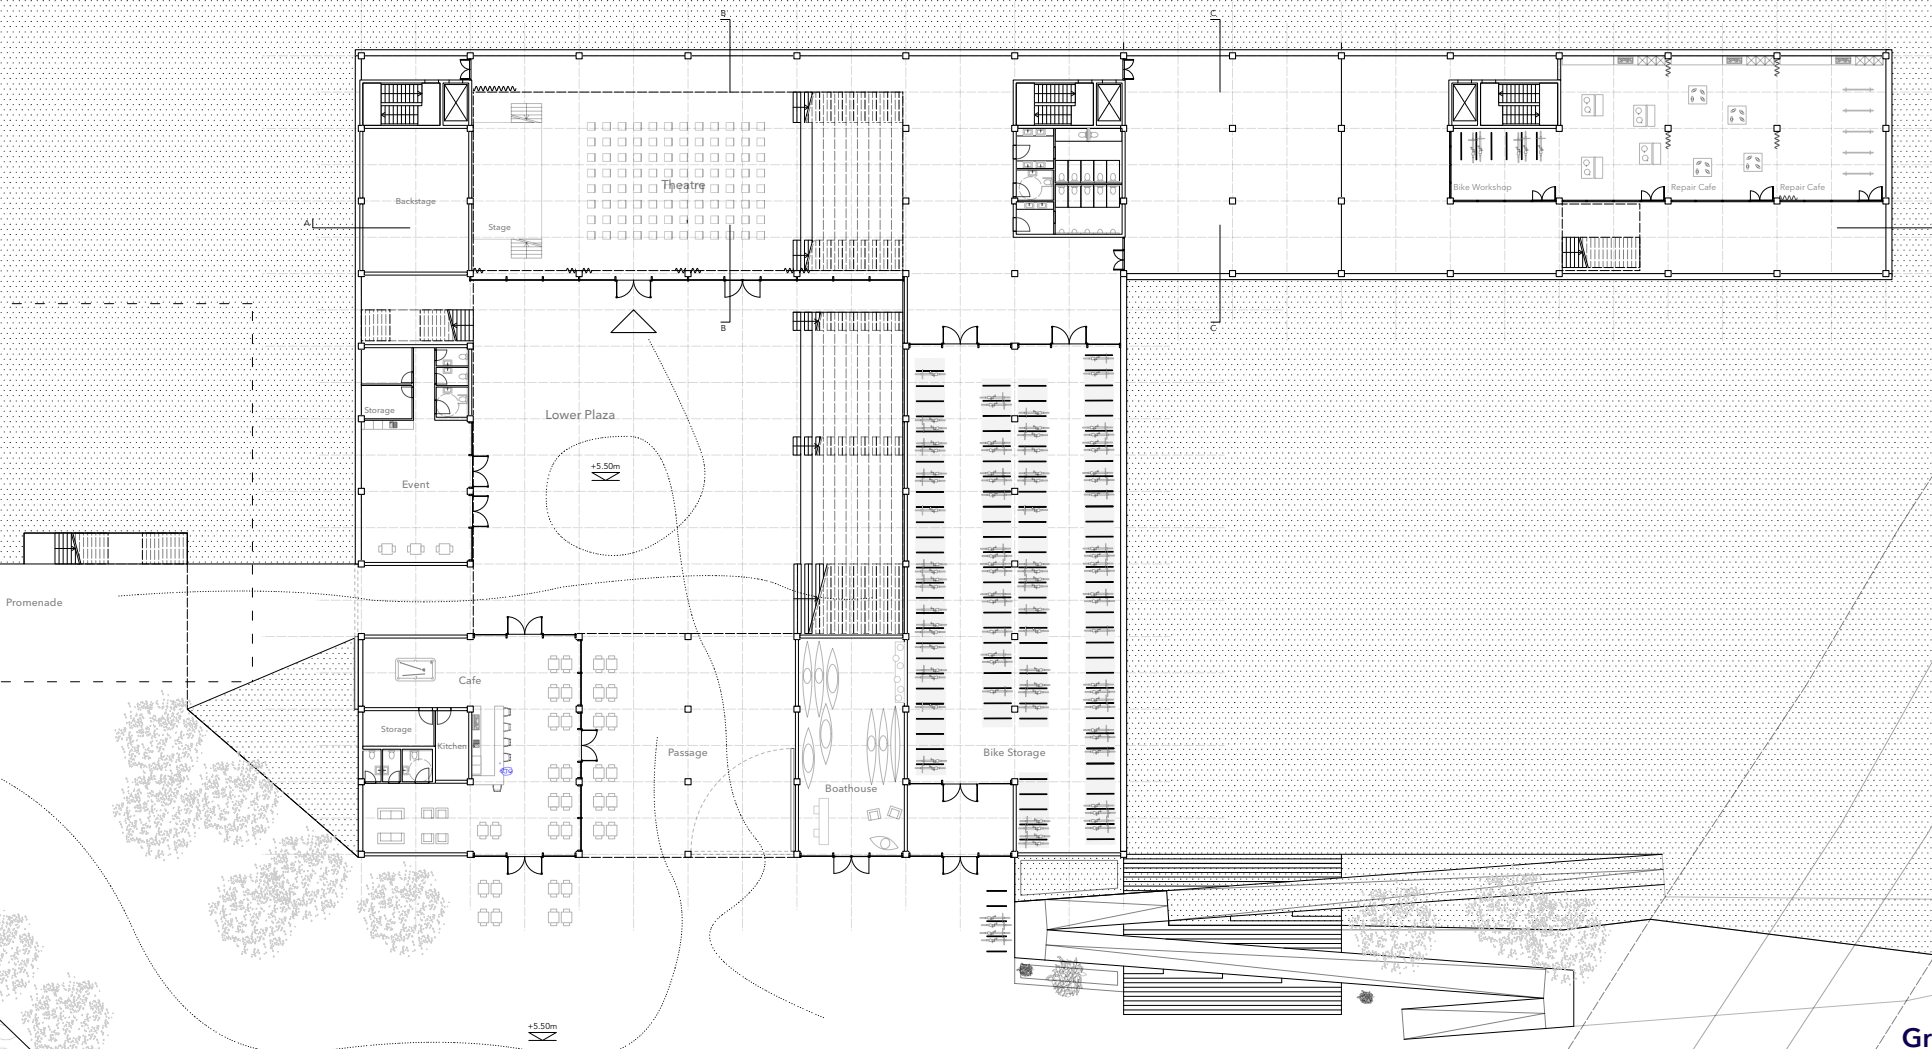 B
C
Theatre
Bike Workshop
Repair Cafe
Repair Cafe
Backstage
A
Stage
B
C
Storage
Lower Plaza
+5.50m
Event
Promenade
Cafe
Storage
Kitchen
Passage
Bike Storage
Boathouse
+5.50m
Gr